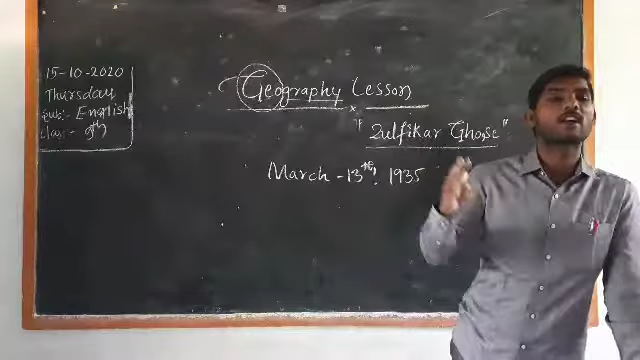 15-10-2020
Thursday
Sub:- English
Class- 9th
Geography Lesson
"Zulfikar Ghose"
March -13th. 1935